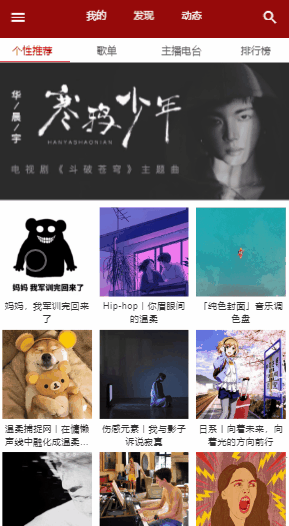 我的 发现 动态
个性推荐 歌单 主播电台 排行榜
华/晨/宇
寒鸦少年
HANYASHAONIAN
电视剧《斗破苍穹》主题曲
妈妈 我军训完回来了
妈妈，我军训完回来
了
Hip-hop｜你眉眼间
的温柔
「纯色封面」音乐调
色盘
温柔捕捉网｜在慵懒
声线中融化成温柔...
伤感元素｜我与影子
诉说寂寞
日系｜向着未来，向
着光的方向前行